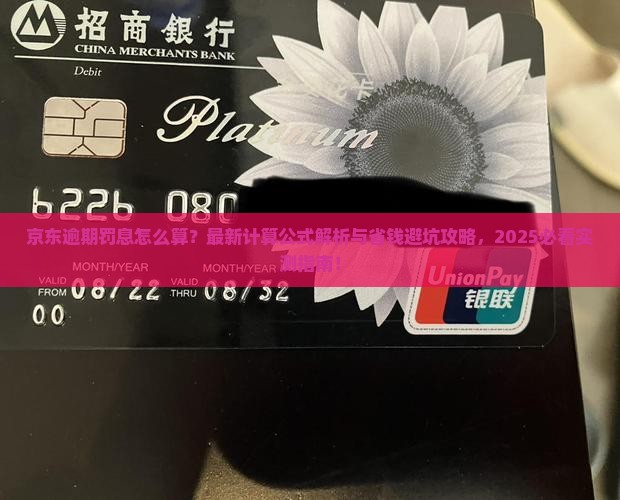 招商銀行
CHINA MERCHANTS BANK
Debit
Platinum
6226 080
京东逾期罚息怎么算？最新计算公式解析与省钱避坑攻略，2025必看实
测指南！
MONTH/YEAR MONTH/YEAR
VALID FROM 08/22 VALID THRU 08/32
00
UnionPay
银联